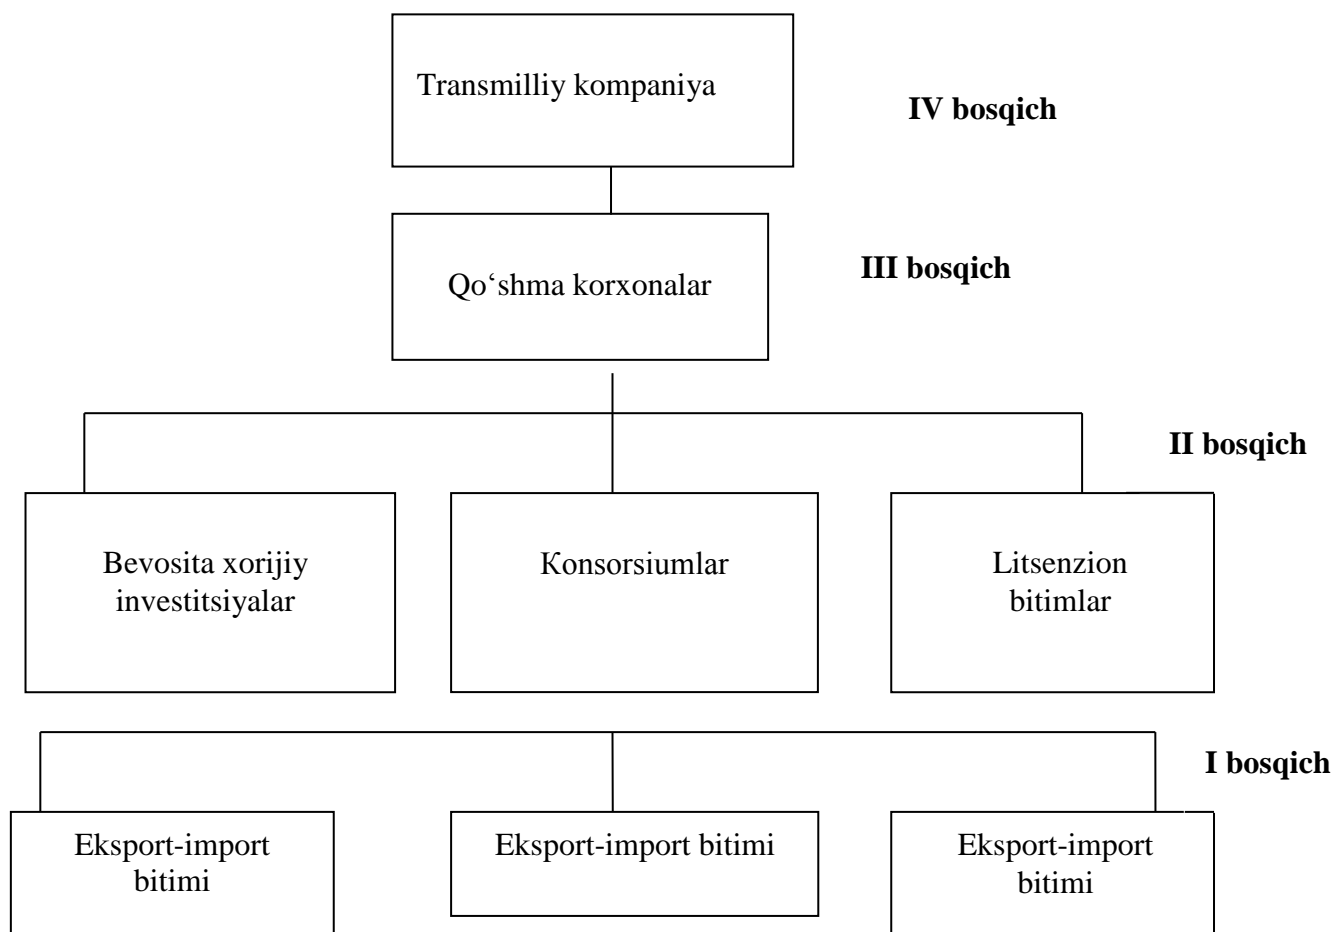 Transmilliy kompaniya
IV bosqich
Qo‘shma korxonalar
III bosqich
II bosqich
Bevosita xorijiy
investitsiyalar
Konsorsiumlar
Litsenzion
bitimlar
I bosqich
Eksport-import
bitimi
Eksport-import bitimi
Eksport-import
bitimi